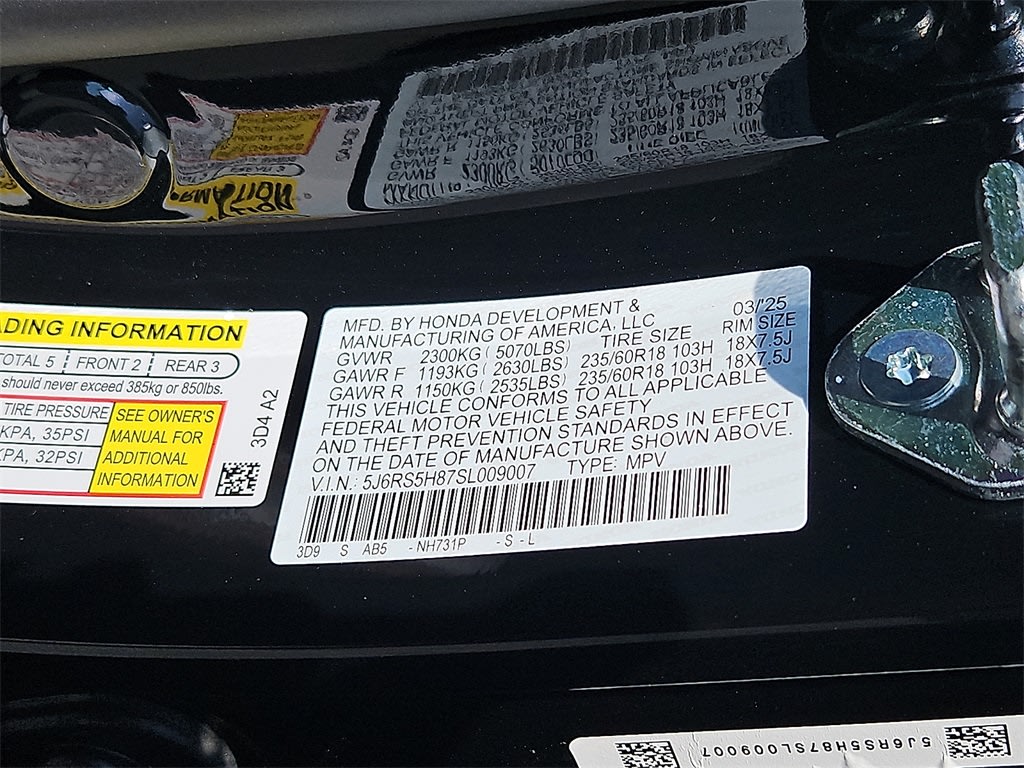 ADING INFORMATION
TOTAL 5 FRONT 2 REAR 3
should never exceed 385kg or 850lbs.
TIRE PRESSURE
KPA, 35PSI
KPA, 32PSI
SEE OWNER'S
MANUAL FOR
ADDITIONAL
INFORMATION
3D4 A2
MFD. BY HONDA DEVELOPMENT & 03/'25
MANUFACTURING OF AMERICA, LLC
GVWR 2300KG ( 5070LBS) TIRE SIZE RIM SIZE
GAWR F 1193KG ( 2630LBS) 235/60R18 103H 18X7.5J
GAWR R 1150KG ( 2535LBS) 235/60R18 103H 18X7.5J
THIS VEHICLE CONFORMS TO ALL APPLICABLE
FEDERAL MOTOR VEHICLE SAFETY
AND THEFT PREVENTION STANDARDS IN EFFECT
ON THE DATE OF MANUFACTURE SHOWN ABOVE.
V.I.N.: 5J6RS5H87SL009007 TYPE: MPV
3D9 S AB5 -NH731P -S-L
5J6RS5H87SL009007